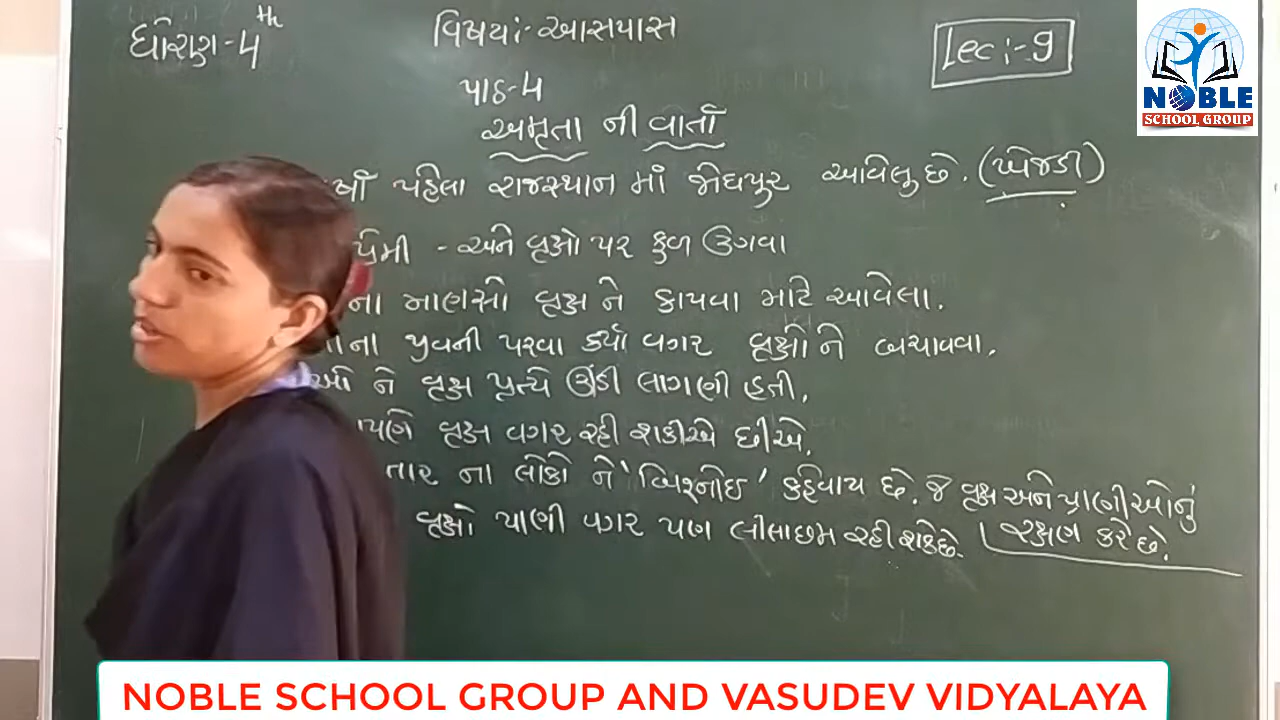 ધોરણ-4th
વિષય:-આસપાસ
Lec:-9
NOBLE
SCHOOL GROUP
પાઠ-4
અમૃતા ની વાર્તા
પહેલા રાજસ્થાન માં જોધપુર આવેલુ છે. (ખેજડી)
- અને વૃક્ષો પર ફળ ઉગવા
ના માણસો વૃક્ષ ને કાપવા માટે આવેલા.
જીવની પરવા કર્યા વગર વૃક્ષો ને બચાવવા.
ને વૃક્ષ પ્રત્યે ઊંડી લાગણી હતી.
વૃક્ષ વગર રહી શકીએ છીએ.
ના લોકો ને 'બિશ્નોઈ' કહેવાય છે. જે વૃક્ષ અને પ્રાણીઓનું
રક્ષણ કરે છે.
વૃક્ષો પાણી વગર પણ લીલાછમ રહી શકે છે.
NOBLE SCHOOL GROUP AND VASUDEV VIDYALAYA